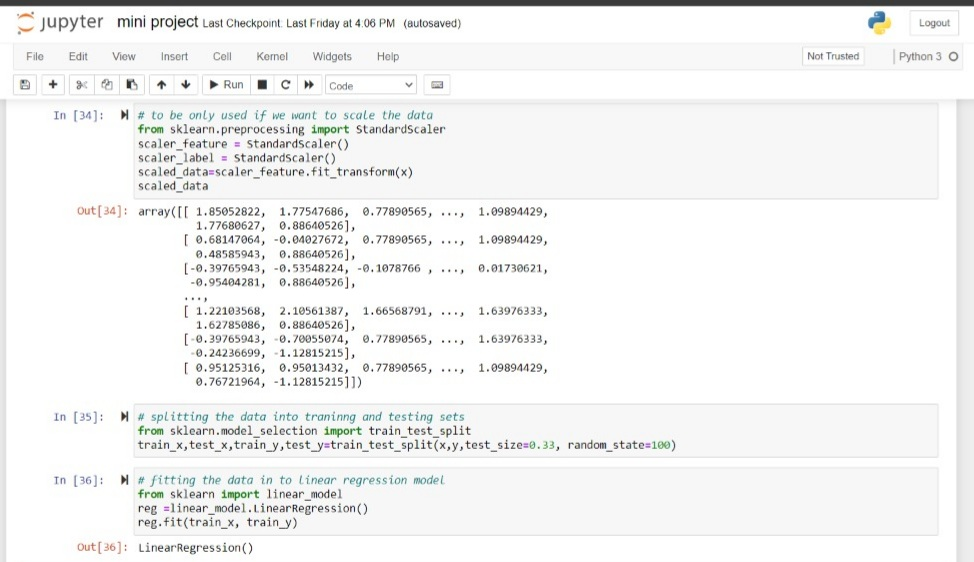 jupyter mini project Last Checkpoint: Last Friday at 4:06 PM (autosaved) Logout
File Edit View Insert Cell Kernel Widgets Help Not Trusted Python 3
Run Code
In [34]: # to be only used if we want to scale the data
from sklearn.preprocessing import StandardScaler
scaler_feature = StandardScaler()
scaler_label = StandardScaler()
scaled_data=scaler_feature.fit_transform(x)
scaled_data
Out[34]: array([[ 1.85052822, 1.77547686, 0.77890565, ..., 1.09894429,
1.77680627, 0.88640526],
[ 0.68147064, -0.04027672, 0.77890565, ..., 1.09894429,
0.48585943, 0.88640526],
[-0.39765943, -0.53548224, -0.1078766 , ..., 0.01730621,
-0.95404281, 0.88640526],
...,
[ 1.22103568, 2.10561387, 1.66568791, ..., 1.63976333,
1.62785086, 0.88640526],
[-0.39765943, -0.70055074, 0.77890565, ..., 1.63976333,
-0.24236699, -1.12815215],
[ 0.95125316, 0.95013432, 0.77890565, ..., 1.09894429,
0.76721964, -1.12815215]])
In [35]: # splitting the data into traninng and testing sets
from sklearn.model_selection import train_test_split
train_x,test_x,train_y,test_y=train_test_split(x,y,test_size=0.33, random_state=100)
In [36]: # fitting the data in to linear regression model
from sklearn import linear_model
reg =linear_model.LinearRegression()
reg.fit(train_x, train_y)
Out[36]: LinearRegression()